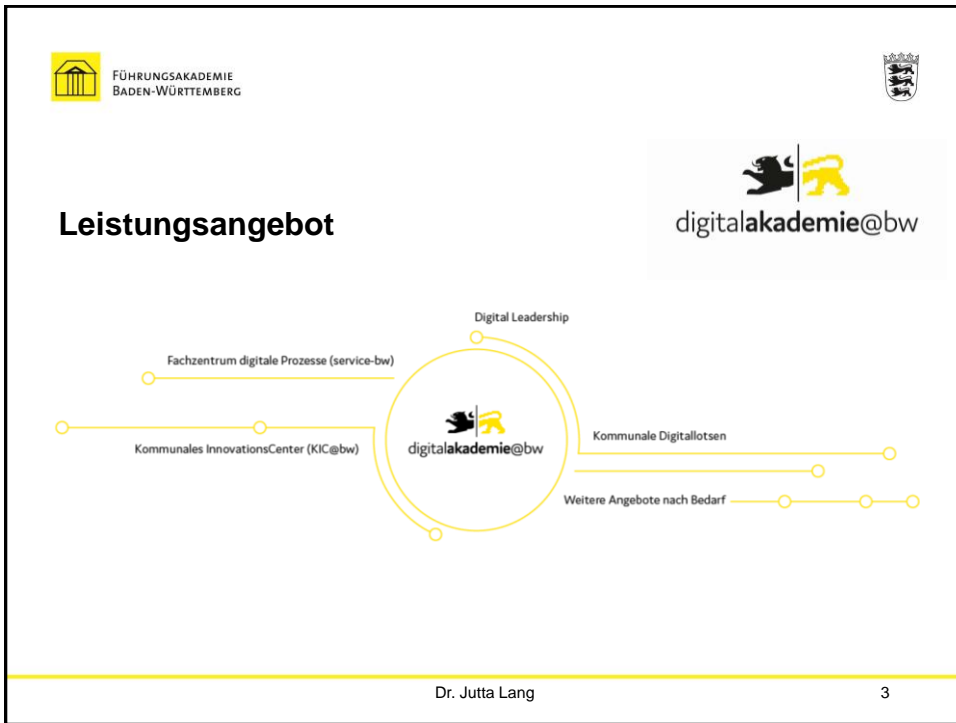 FÜHRUNGSAKADEMIE
BADEN-WÜRTTEMBERG
digitalakademie@bw
Leistungsangebot
Digital Leadership
Fachzentrum digitale Prozesse (service-bw)
Kommunales InnovationsCenter (KIC@bw)
digitalakademie@bw
Kommunale Digitallotsen
Weitere Angebote nach Bedarf
Dr. Jutta Lang
3